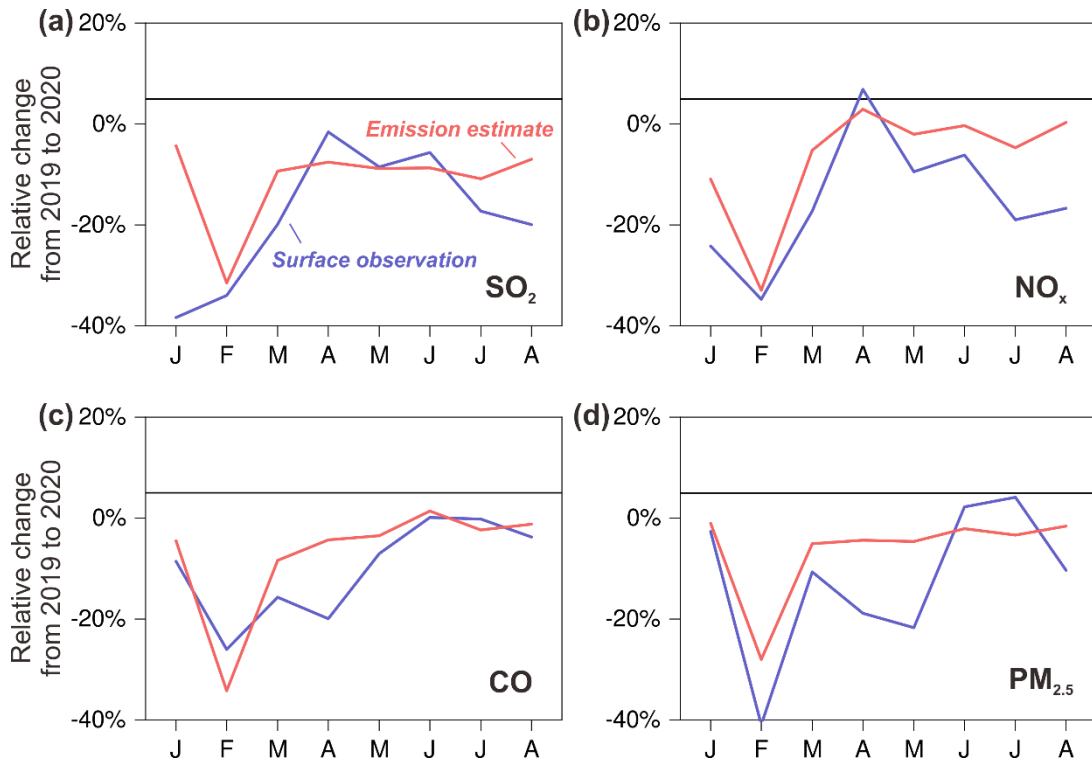 (a)
20%
0%
-20%
-40%
Relative change
from 2019 to 2020
Emission estimate
Surface observation
SO₂
J F M A M J J A
(b)
20%
0%
-20%
-40%
NOₓ
J F M A M J J A
(c)
20%
0%
-20%
-40%
Relative change
from 2019 to 2020
CO
J F M A M J J A
(d)
20%
0%
-20%
-40%
PM₂.₅
J F M A M J J A